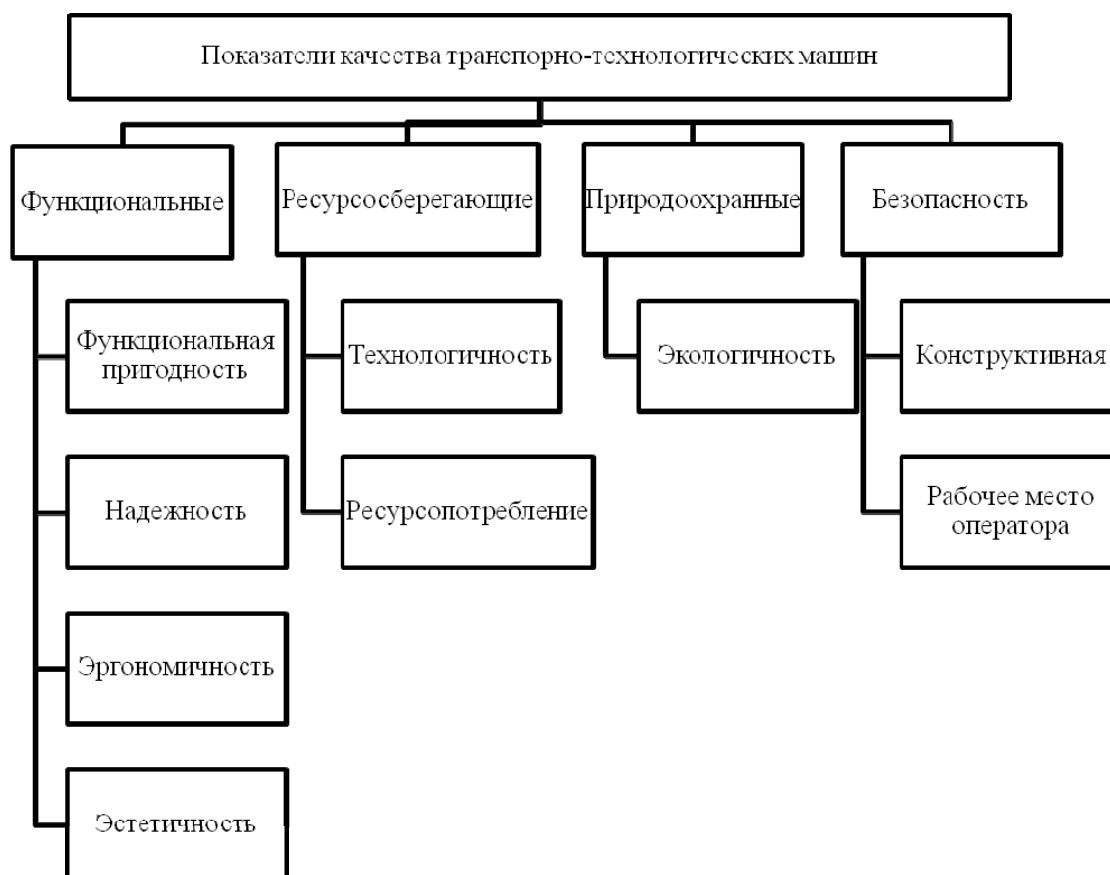 Показатели качества транспорно-технологических машин
Функциональные
Ресурсосберегающие
Природоохранные
Безопасность
Функциональная
пригодность
Технологичность
Экологичность
Конструктивная
Надежность
Ресурсопотребление
Рабочее место
оператора
Эргономичность
Эстетичность